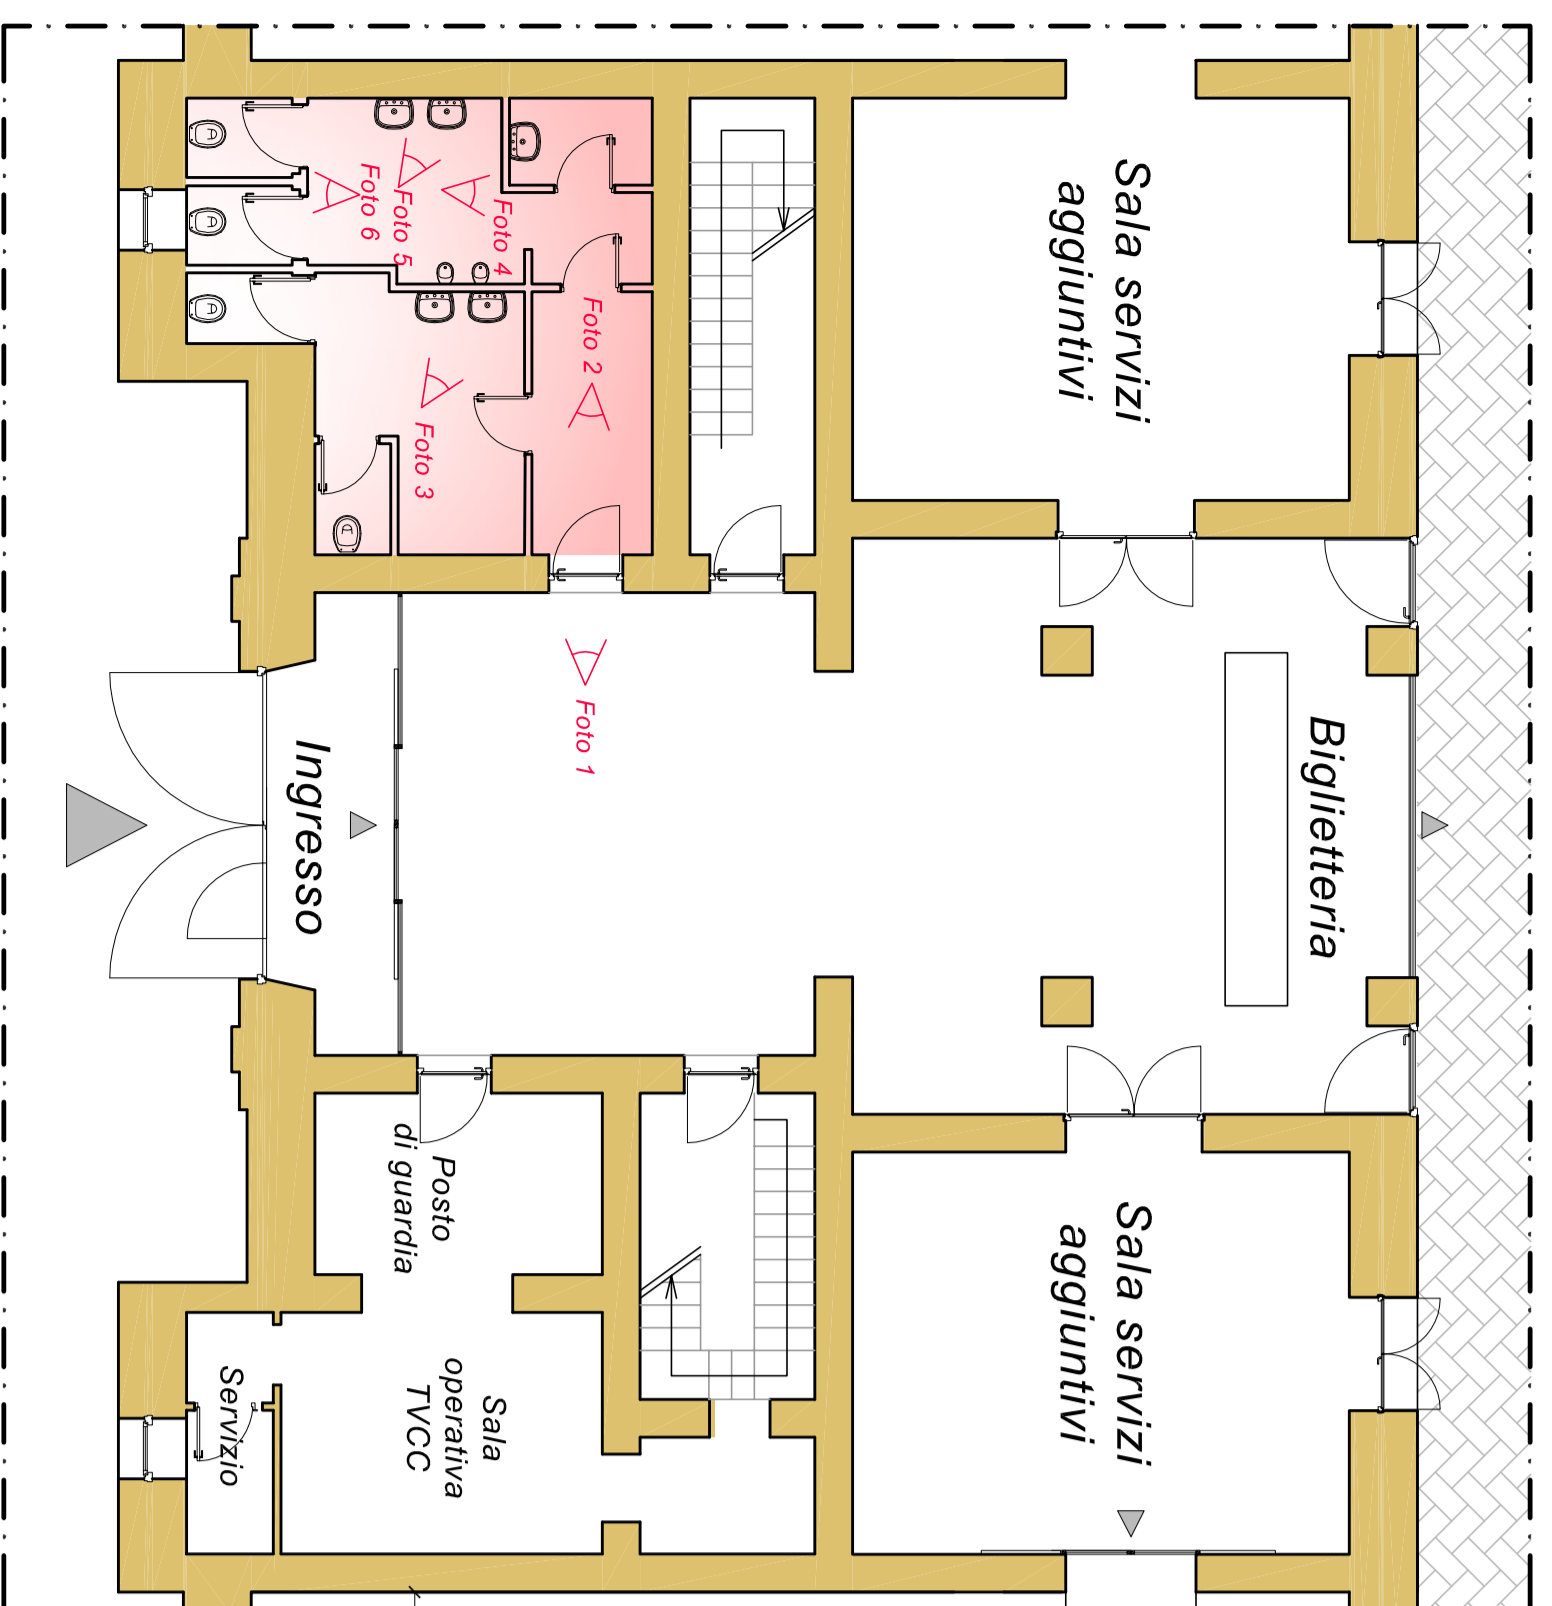 Sala servizi
aggiuntivi
Foto 6
Foto 5
Foto 4
Foto 2
Foto 3
Foto 1
Ingresso
Biglietteria
Posto
di guardia
Sala servizi
aggiuntivi
Sala
operativa
TVCC
Servizio